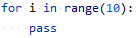 for i in range(10):
    pass